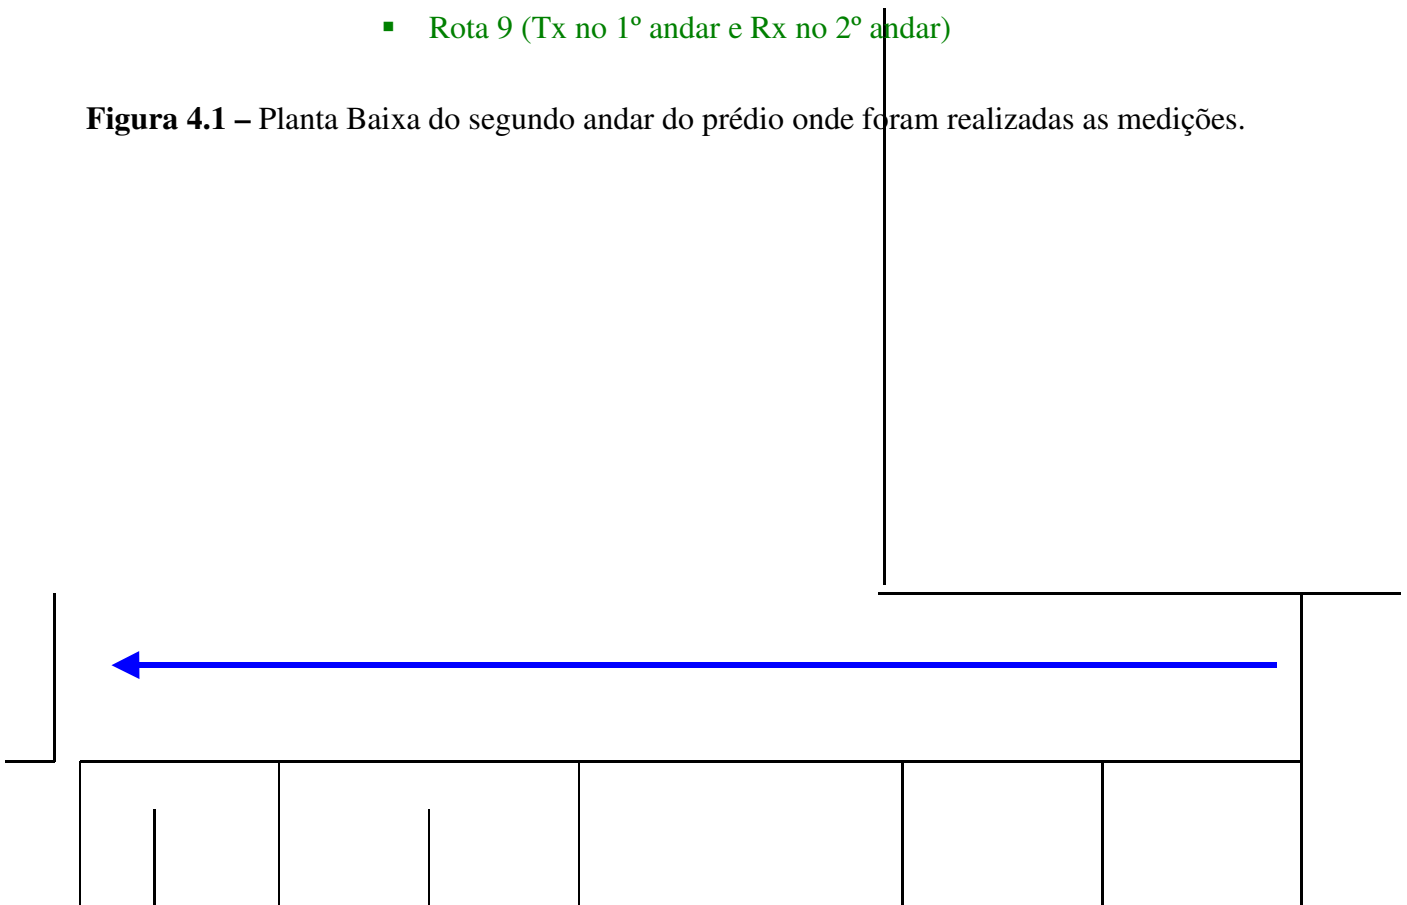 ▪ Rota 9 (Tx no 1º andar e Rx no 2º andar)
Figura 4.1 – Planta Baixa do segundo andar do prédio onde foram realizadas as medições.